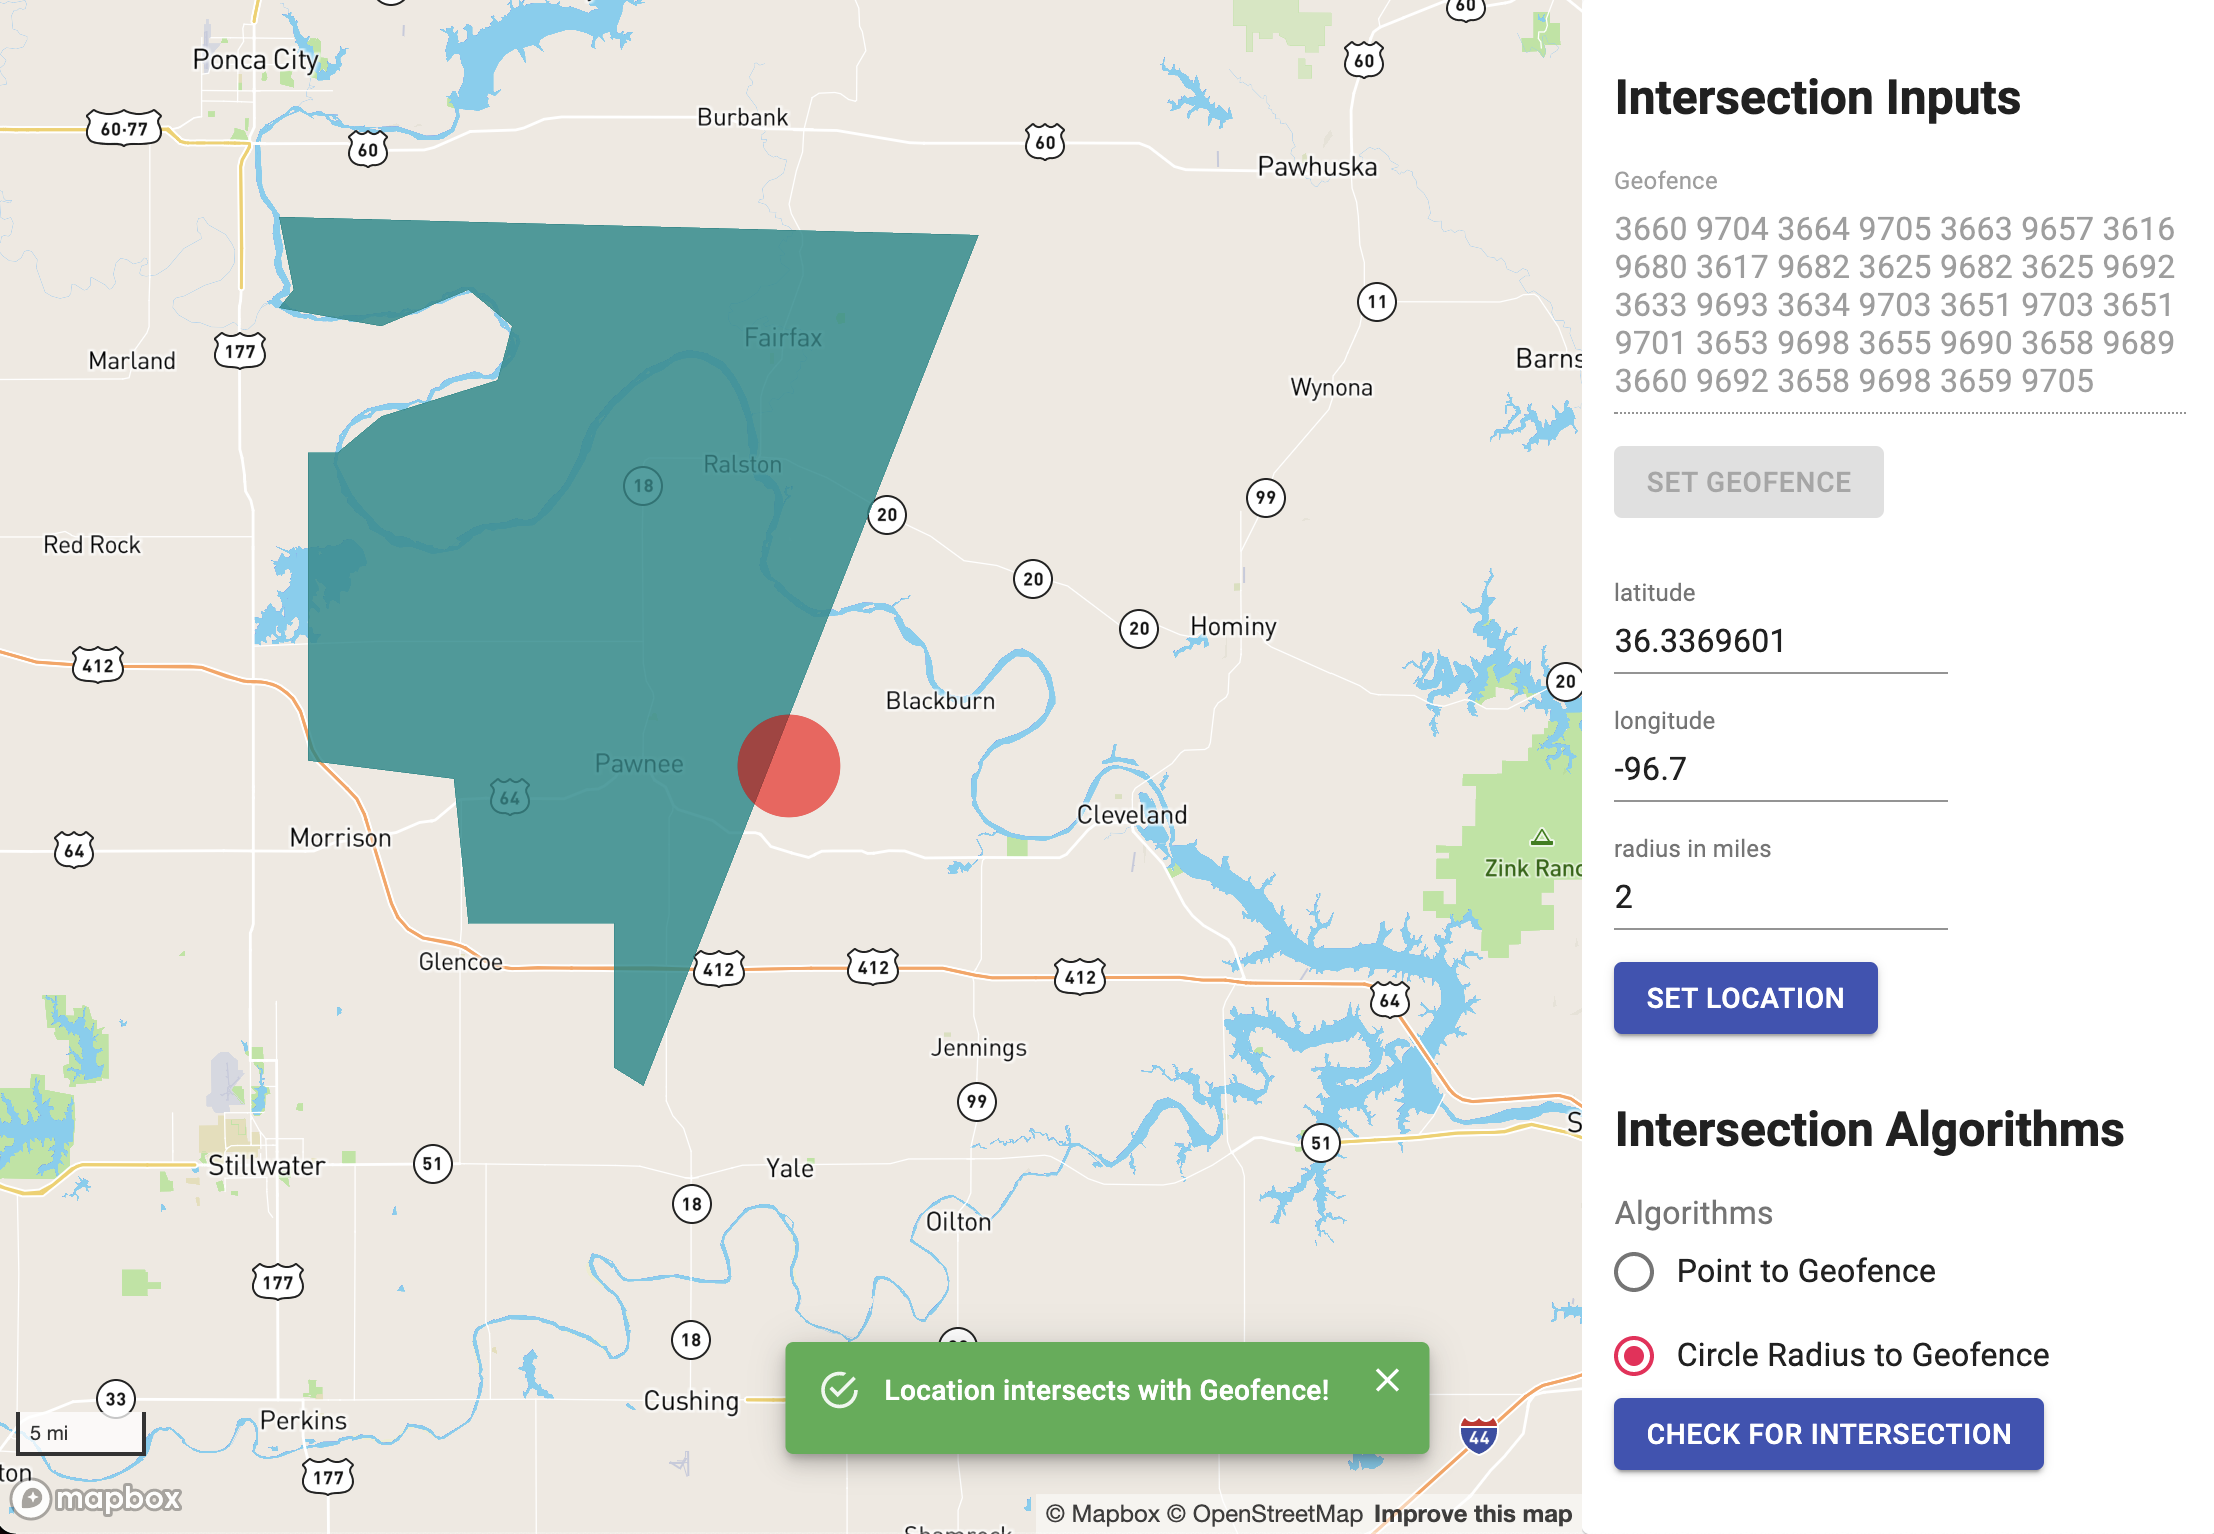 60
Ponca City
60
Burbank
60·77
60
60
Pawhuska
11
Fairfax
177
Marland
Barns
Wynona
Ralston
18
99
20
Red Rock
20
20
Hominy
412
20
Blackburn
Pawnee
64
Cleveland
Morrison
64
Zink Ranc
Glencoe
412
412
412
64
Jennings
99
S
51
Stillwater
51
Yale
18
Oilton
177
18
33
Cushing
Perkins
5 mi
44
ton
177
mapbox
© Mapbox © OpenStreetMap Improve this map
Location intersects with Geofence!
Intersection Inputs
Geofence
3660 9704 3664 9705 3663 9657 3616
9680 3617 9682 3625 9682 3625 9692
3633 9693 3634 9703 3651 9703 3651
9701 3653 9698 3655 9690 3658 9689
3660 9692 3658 9698 3659 9705
SET GEOFENCE
latitude
36.3369601
longitude
-96.7
radius in miles
2
SET LOCATION
Intersection Algorithms
Algorithms
Point to Geofence
Circle Radius to Geofence
CHECK FOR INTERSECTION